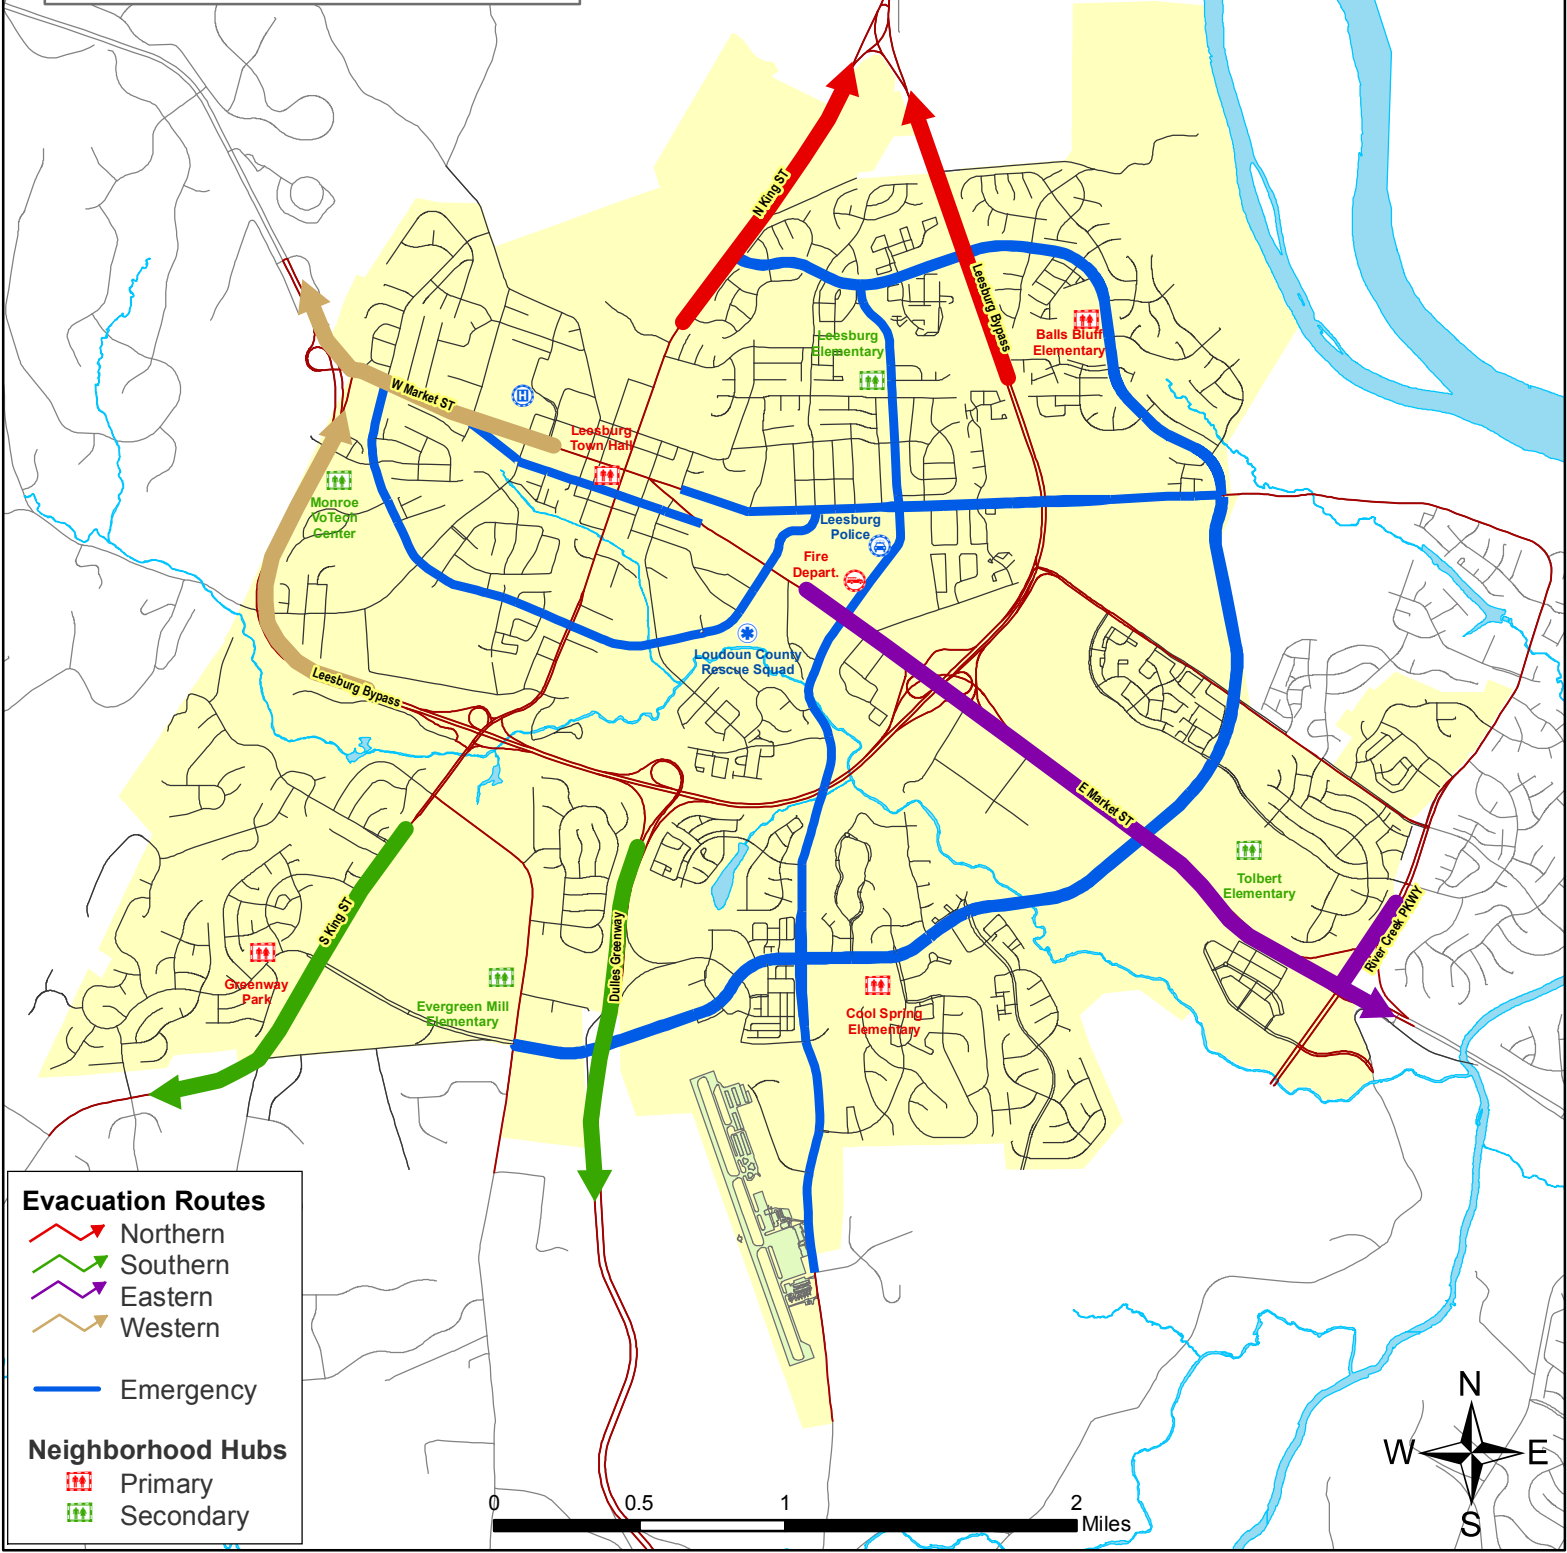 N King ST
Leesburg Bypass
Leesburg
Elementary
Balls Bluff
Elementary
W Market ST
H
Leesburg
Town Hall
Monroe
VoTech
Center
Leesburg
Police
Fire
Depart.
Loudoun County
Rescue Squad
Leesburg Bypass
E Market ST
Tolbert
Elementary
S King ST
Dulles Greenway
River Creek PKWY
Greenway
Park
Evergreen Mill
Elementary
Cool Spring
Elementary
Evacuation Routes
Northern
Southern
Eastern
Western
Emergency
Neighborhood Hubs
Primary
Secondary
0 0.5 1 2
Miles
N
W E
S